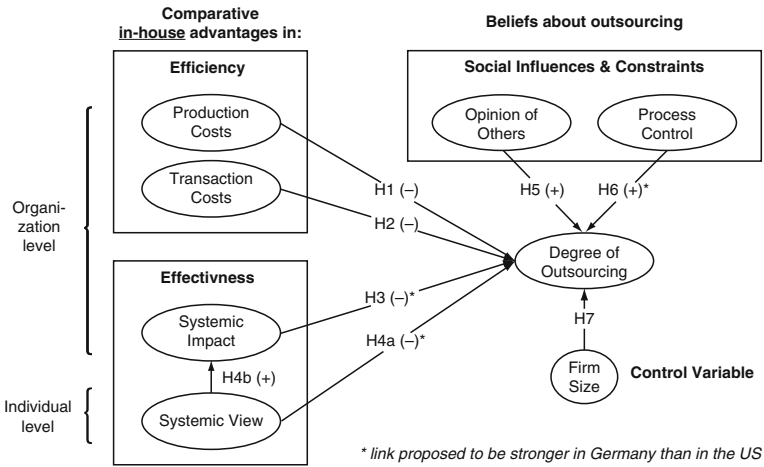 Comparative
in-house advantages in:
Beliefs about outsourcing
Efficiency
Production
Costs
Transaction
Costs
Social Influences & Constraints
Opinion of
Others
Process
Control
H1 (–)
H2 (–)
H5 (+)
H6 (+)*
Organi-
zation
level
Degree of
Outsourcing
Effectivness
Systemic
Impact
H3 (–)*
H4a (–)*
H4b (+)
H7
Firm
Size
Control Variable
Individual
level
Systemic View
* link proposed to be stronger in Germany than in the US